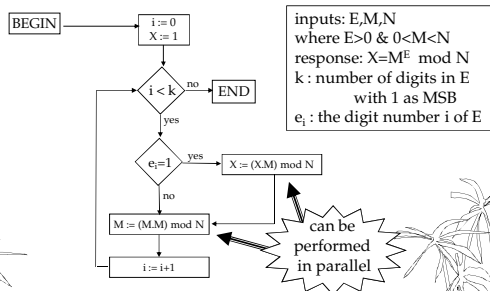 BEGIN
i := 0
X := 1
i < k
no
END
yes
eᵢ=1
yes
X := (X.M) mod N
no
M := (M.M) mod N
i := i+1
can be
performed
in parallel
inputs: E,M,N
where E>0 & 0<M<N
response: X=Mᴱ mod N
k : number of digits in E
with 1 as MSB
eᵢ : the digit number i of E